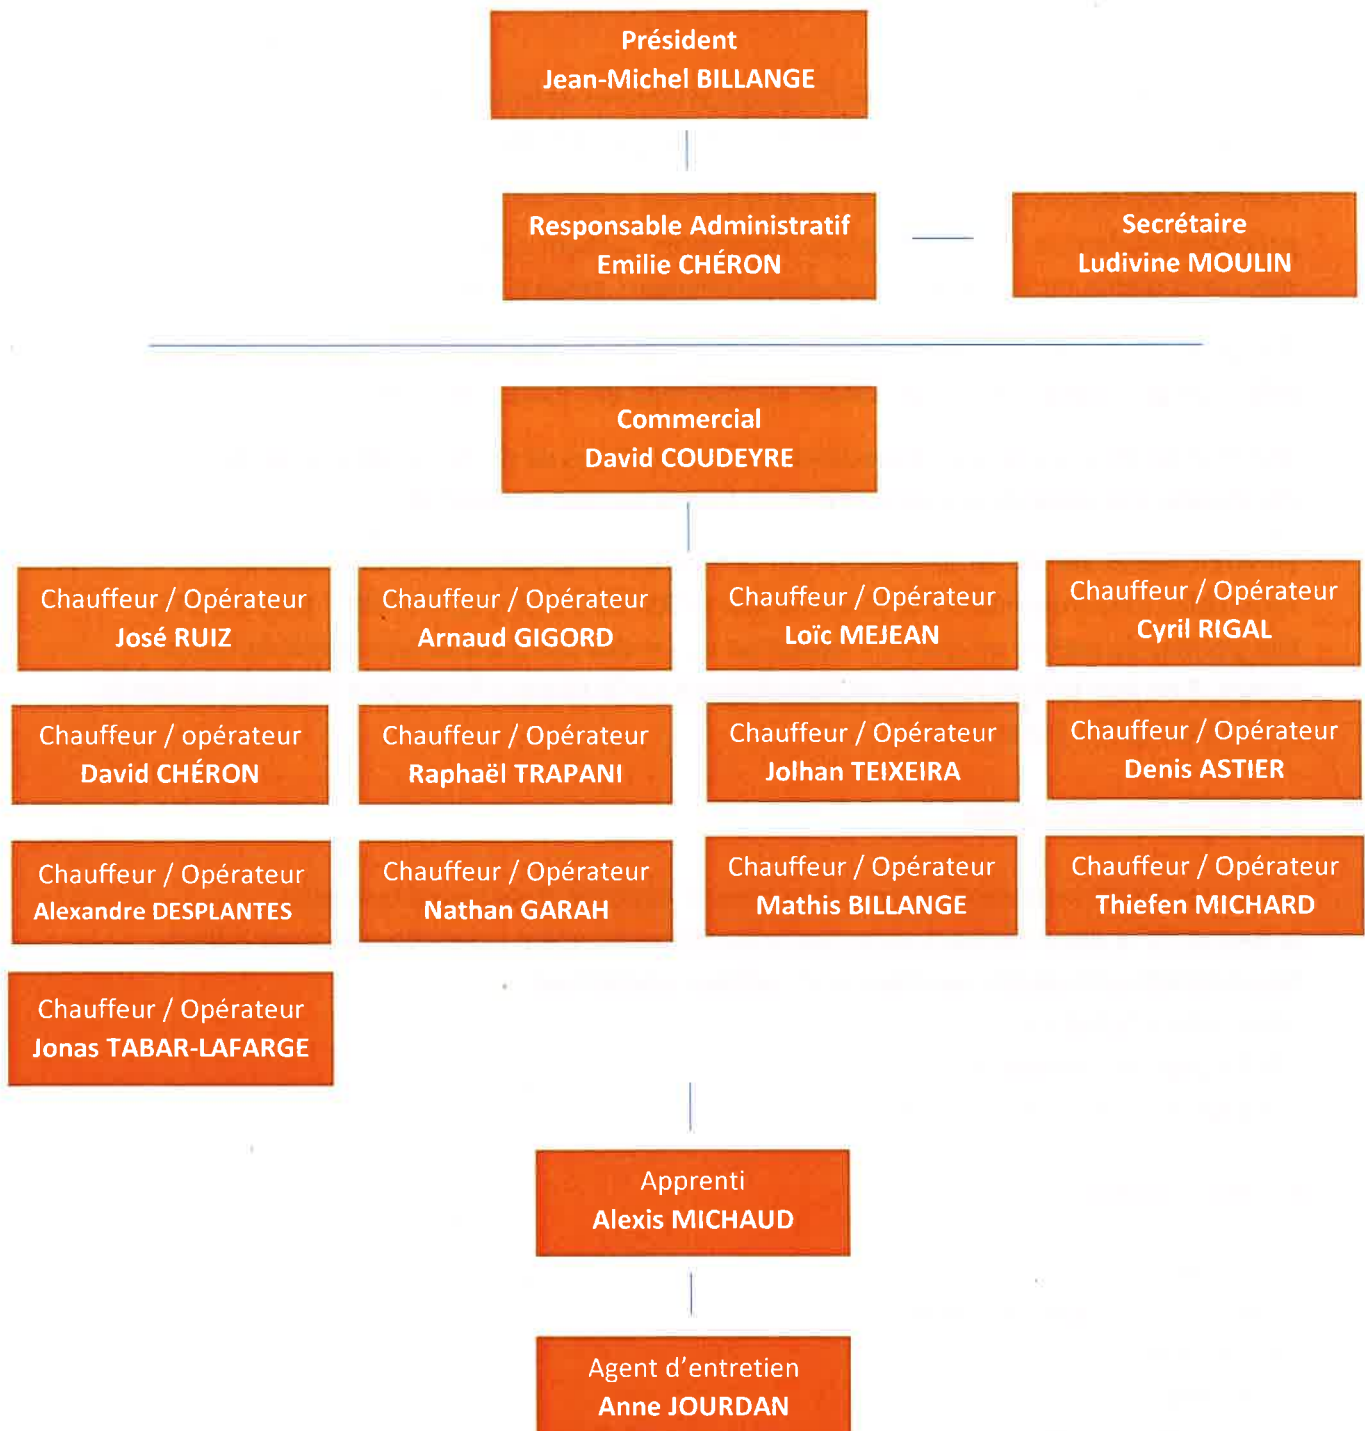 Président
Jean-Michel BILLANGE
Responsable Administratif
Emilie CHÉRON
Secrétaire
Ludivine MOULIN
Commercial
David COUDEYRE
Chauffeur / Opérateur
José RUIZ
Chauffeur / Opérateur
Arnaud GIGORD
Chauffeur / Opérateur
Loïc MEJEAN
Chauffeur / Opérateur
Cyril RIGAL
Chauffeur / opérateur
David CHÉRON
Chauffeur / Opérateur
Raphaël TRAPANI
Chauffeur / Opérateur
Jolhan TEIXEIRA
Chauffeur / Opérateur
Denis ASTIER
Chauffeur / Opérateur
Alexandre DESPLANTES
Chauffeur / Opérateur
Nathan GARAH
Chauffeur / Opérateur
Mathis BILLANGE
Chauffeur / Opérateur
Thiefen MICHARD
Chauffeur / Opérateur
Jonas TABAR-LAFARGE
Apprenti
Alexis MICHAUD
Agent d’entretien
Anne JOURDAN